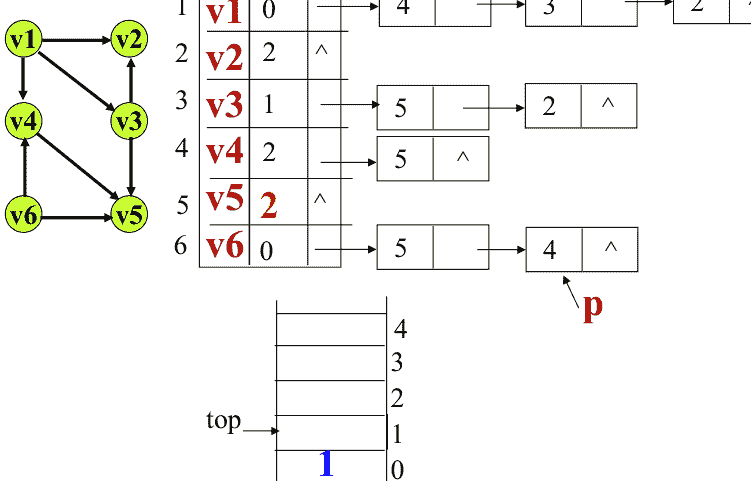 v1 v2
v4 v3
v6 v5
1 v1 0 4 3 2
2 v2 2 ^
3 v3 1 5 2 ^
4 v4 2 5 ^
5 v5 2 ^
6 v6 0 5 4 ^
p
4
3
2
top 1
1 0